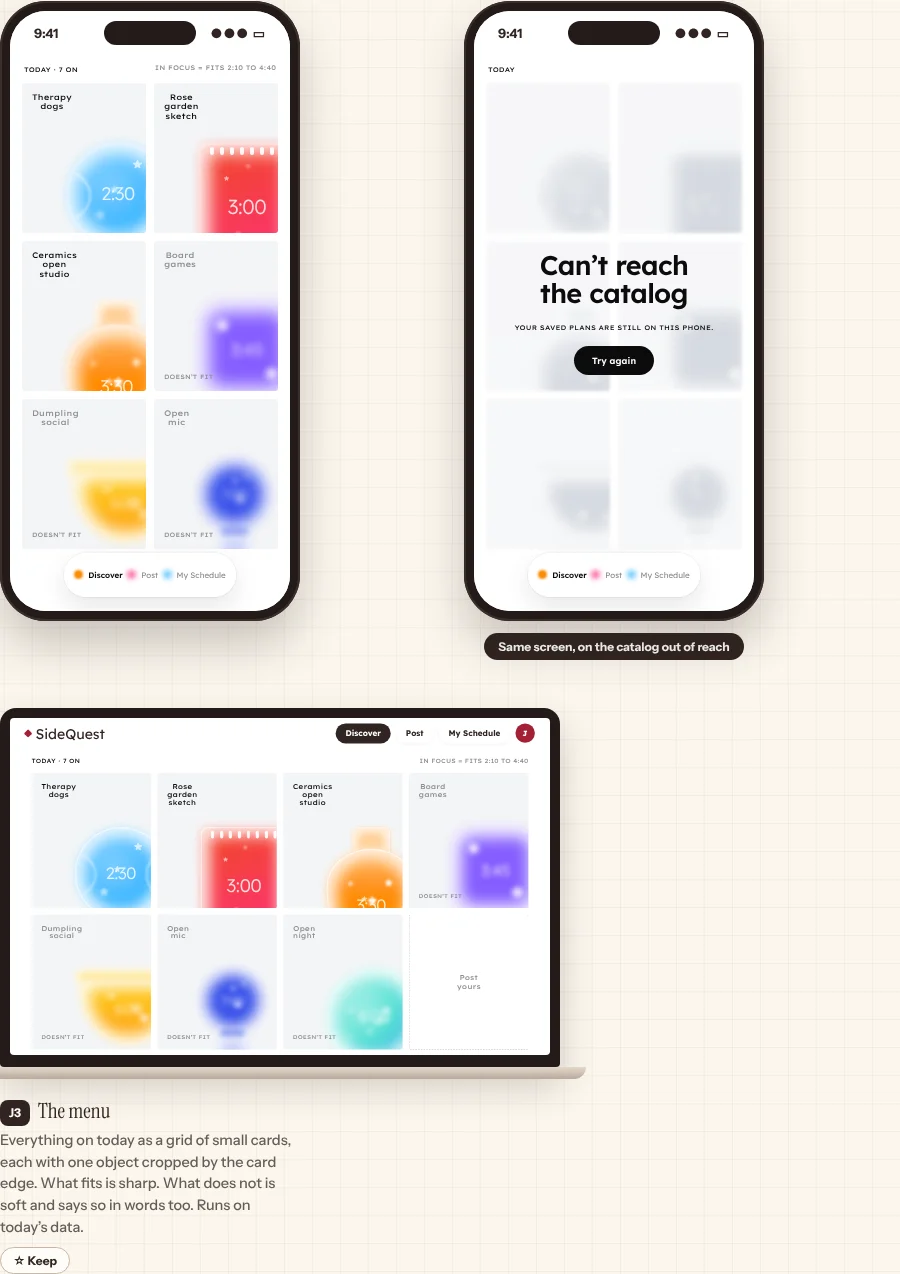 9:41
TODAY · 7 ON
IN FOCUS = FITS 2:10 TO 4:40
Therapy
dogs
2:30
Rose
garden
sketch
3:00
Ceramics
open
studio
3:30
Board
games
3:45
DOESN'T FIT
Dumpling
social
DOESN'T FIT
Open
mic
DOESN'T FIT
Discover
Post
My Schedule
9:41
TODAY
Can’t reach
the catalog
YOUR SAVED PLANS ARE STILL ON THIS PHONE.
Try again
Discover
Post
My Schedule
Same screen, on the catalog out of reach
SideQuest
Discover
Post
My Schedule
J
TODAY · 7 ON
IN FOCUS = FITS 2:10 TO 4:40
Therapy
dogs
2:30
Rose
garden
sketch
3:00
Ceramics
open
studio
3:30
Board
games
3:45
DOESN'T FIT
Dumpling
social
DOESN'T FIT
Open
mic
DOESN'T FIT
Open
night
DOESN'T FIT
Post
yours
J3
The menu
Everything on today as a grid of small cards,
each with one object cropped by the card
edge. What fits is sharp. What does not is
soft and says so in words too. Runs on
today’s data.
☆ Keep